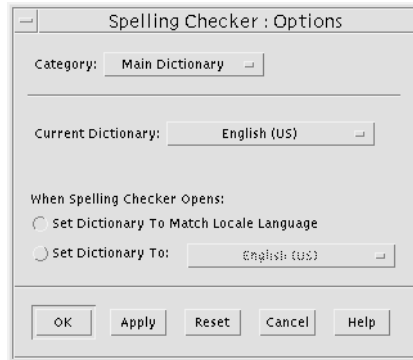 Spelling Checker : Options
Category: Main Dictionary
Current Dictionary: English (US)
When Spelling Checker Opens:
Set Dictionary To Match Locale Language
Set Dictionary To: English (US)
OK Apply Reset Cancel Help